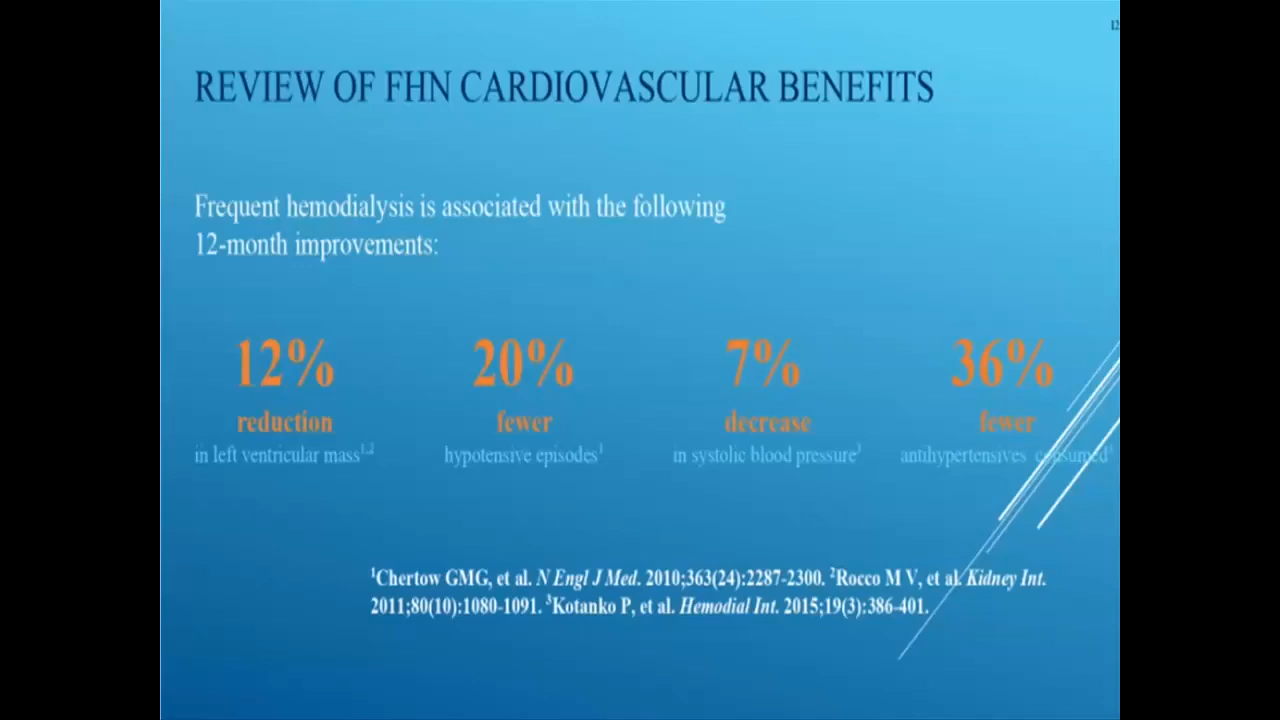 12
REVIEW OF FHN CARDIOVASCULAR BENEFITS
Frequent hemodialysis is associated with the following
12-month improvements:
12%
reduction
in left ventricular mass1,2
20%
fewer
hypotensive episodes1
7%
decrease
in systolic blood pressure3
36%
fewer
antihypertensives consumed1
1Chertow GMG, et al. N Engl J Med. 2010;363(24):2287-2300. 2Rocco M V, et al. Kidney Int.
2011;80(10):1080-1091. 3Kotanko P, et al. Hemodial Int. 2015;19(3):386-401.